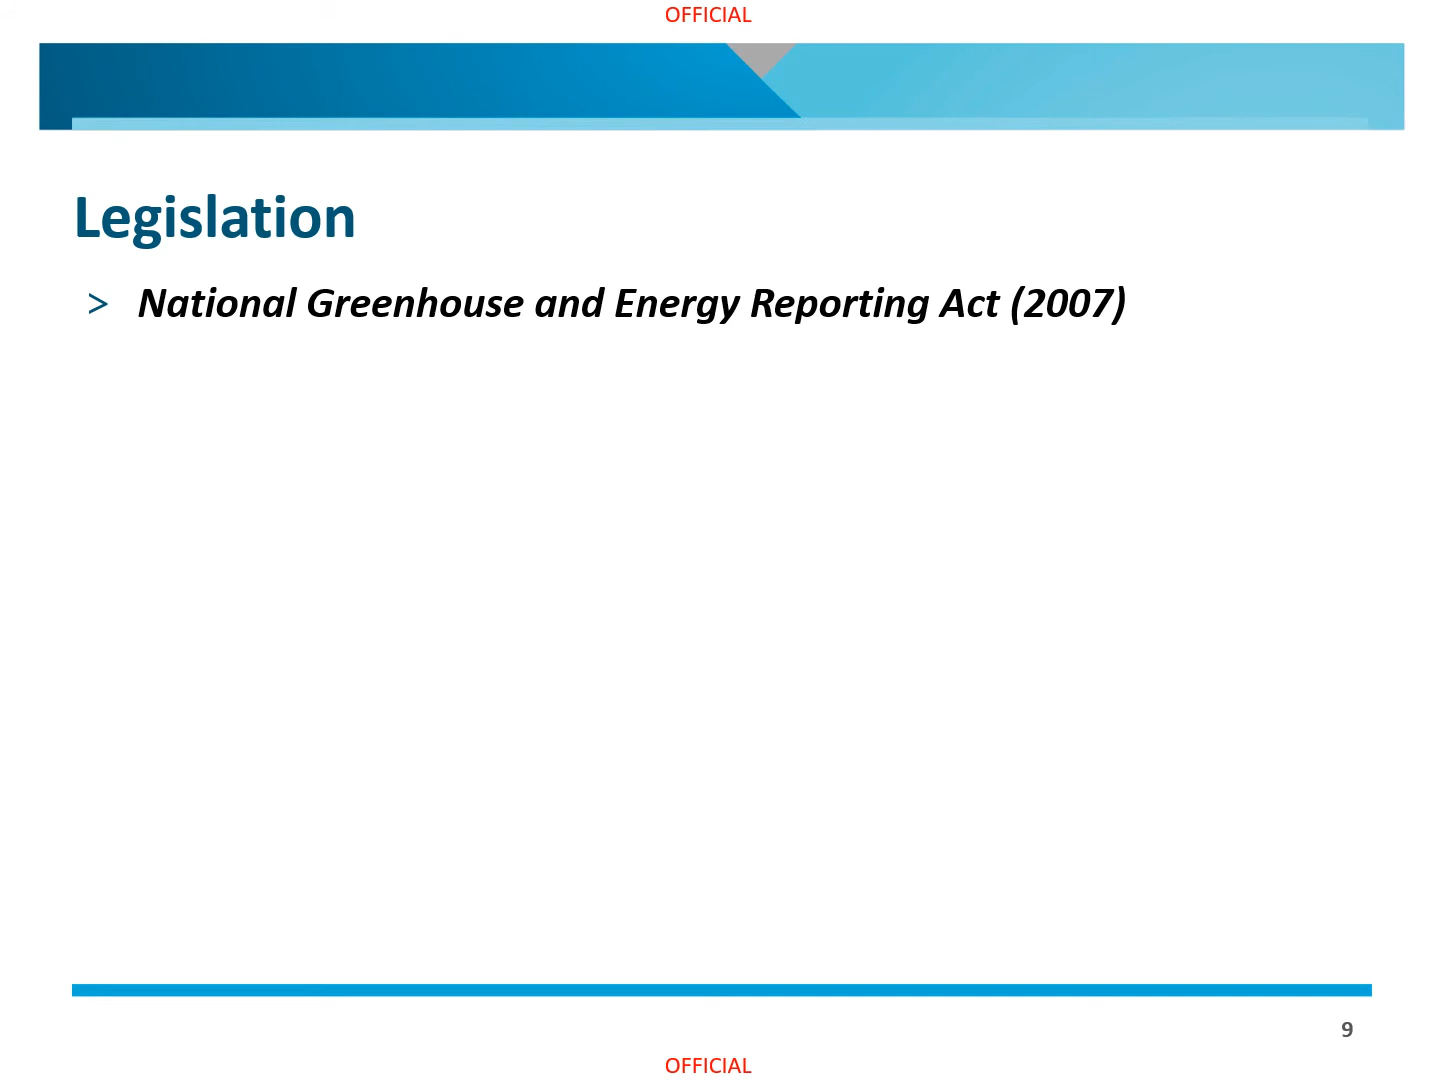 OFFICIAL
Legislation
> National Greenhouse and Energy Reporting Act (2007)
9
OFFICIAL